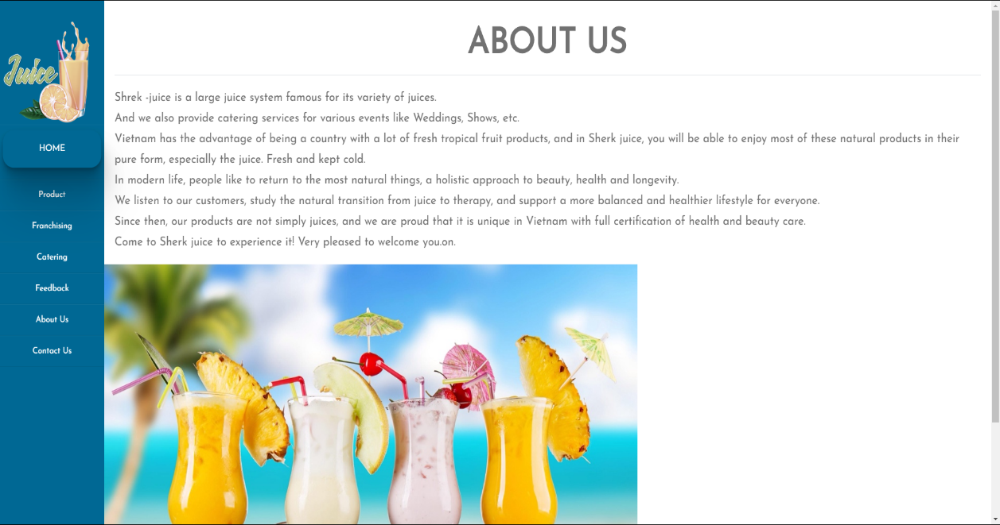 Juice
HOME
Product
Franchising
Catering
Feedback
About Us
Contact Us
ABOUT US
Shrek -juice is a large juice system famous for its variety of juices.
And we also provide catering services for various events like Weddings, Shows, etc.
Vietnam has the advantage of being a country with a lot of fresh tropical fruit products, and in Sherk juice, you will be able to enjoy most of these natural products in their
pure form, especially the juice. Fresh and kept cold.
In modern life, people like to return to the most natural things, a holistic approach to beauty, health and longevity.
We listen to our customers, study the natural transition from juice to therapy, and support a more balanced and healthier lifestyle for everyone.
Since then, our products are not simply juices, and we are proud that it is unique in Vietnam with full certification of health and beauty care.
Come to Sherk juice to experience it! Very pleased to welcome you.on.